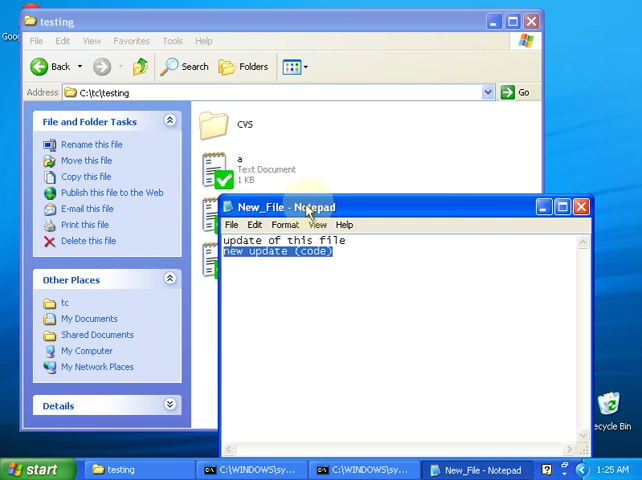 testing
File Edit View Favorites Tools Help
Back Search Folders
Address C:\tc\testing Go
File and Folder Tasks
Rename this file
Move this file
Copy this file
Publish this file to the Web
E-mail this file
Print this file
Delete this file
Other Places
tc
My Documents
Shared Documents
My Computer
My Network Places
Details
CVS
a
Text Document
1 KB
New_File - Notepad
File Edit Format View Help
update of this file
new update (code)
ecycle Bin
start testing C:\WINDOWS\sy... C:\WINDOWS\sy... New_File - Notepad 1:25 AM